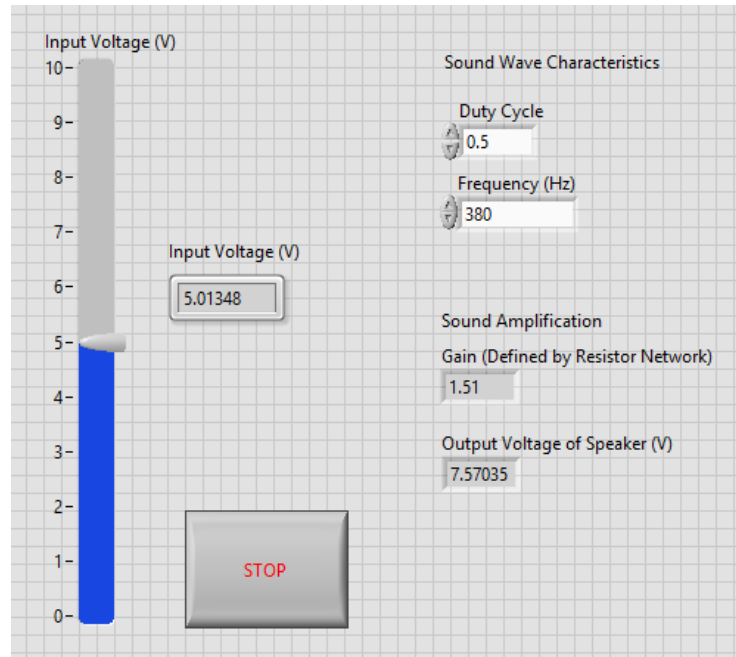 Input Voltage (V)
10
9
8
7
6
5
4
3
2
1
0
Input Voltage (V)
5.01348
STOP
Sound Wave Characteristics
Duty Cycle
0.5
Frequency (Hz)
380
Sound Amplification
Gain (Defined by Resistor Network)
1.51
Output Voltage of Speaker (V)
7.57035